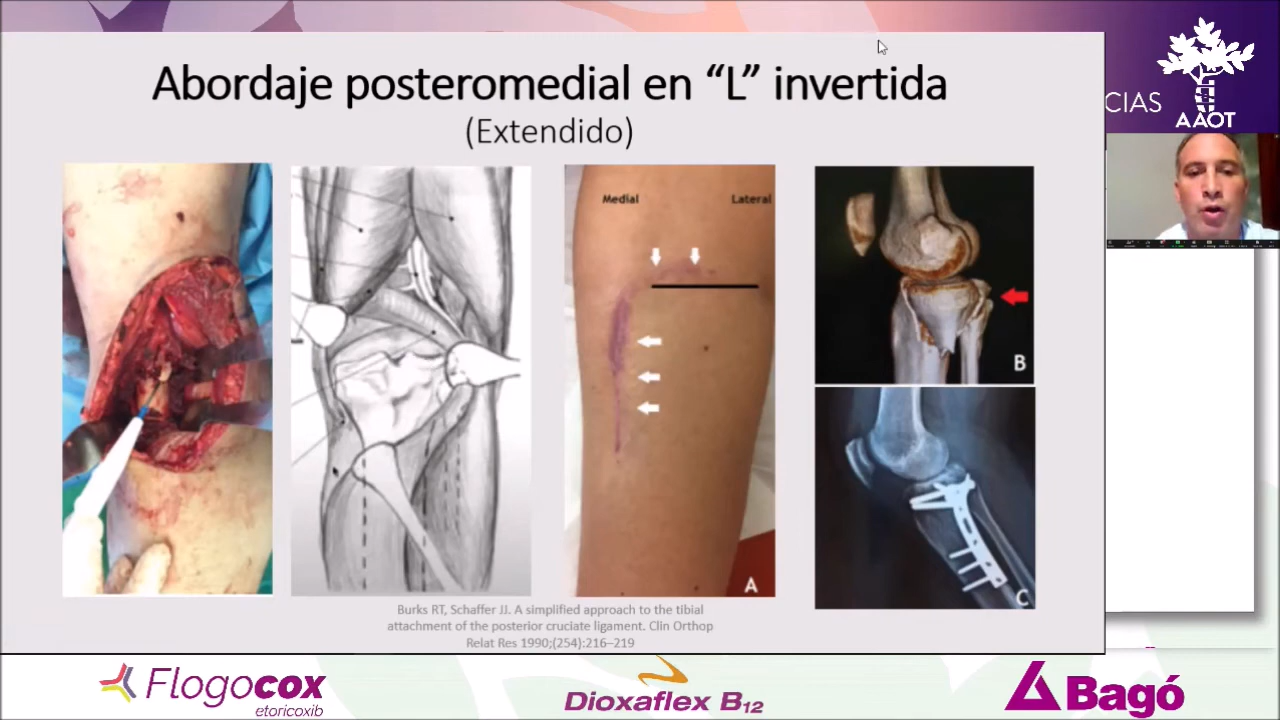 Abordaje posteromedial en “L” invertida
(Extendido)
CIAS
AAOT
Medial
Lateral
A
B
C
Burks RT, Schaffer JJ. A simplified approach to the tibial
attachment of the posterior cruciate ligament. Clin Orthop
Relat Res 1990;(254):216–219
Flogocox
etoricoxib
Dioxaflex B12
Bagó